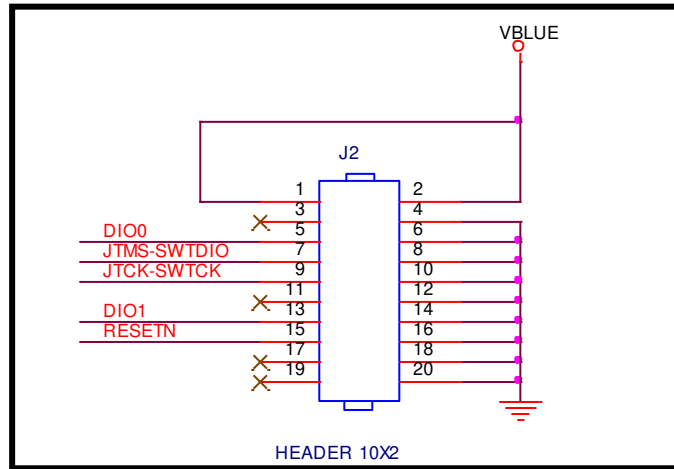 VBLUE
J2
1 2
3 4
DIO0 5 6
JTMS-SWTDIO 7 8
JTCK-SWTCK 9 10
11 12
DIO1 13 14
RESETN 15 16
17 18
19 20
HEADER 10X2